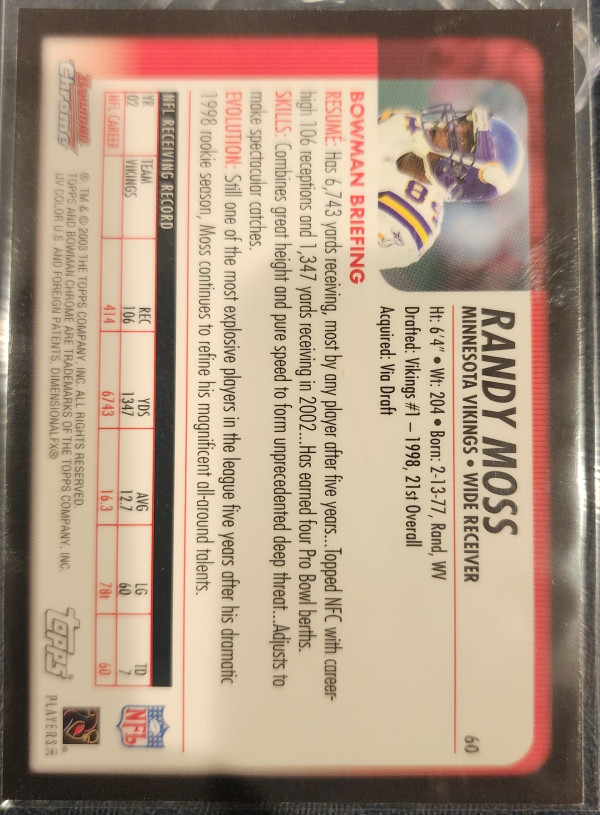 60
RANDY MOSS
MINNESOTA VIKINGS • WIDE RECEIVER
Ht: 6'4" • Wt: 204 • Born: 2-13-77, Rand, WV
Drafted: Vikings #1 – 1998, 21st Overall
Acquired: Via Draft
8
BOWMAN BRIEFING
RESUMÉ: Has 6,743 yards receiving, most by any player after five years...Topped NFC with career-
high 106 receptions and 1,347 yards receiving in 2002...Has earned four Pro Bowl berths.
SKILLS: Combines great height and pure speed to form unprecedented deep threat...Adjusts to
make spectacular catches.
EVOLUTION: Still one of the most explosive players in the league five years after his dramatic
1998 rookie season, Moss continues to refine his magnificent all-around talents.
NFL RECEIVING RECORD
YR TEAM REC YDS AVG LG TD
02 VIKINGS 106 1347 12.7 60 7
NFL CAREER 414 6743 16.3 78t 60
Bowman
Chrome
®, TM & © 2003 THE TOPPS COMPANY, INC. ALL RIGHTS RESERVED.
TOPPS AND BOWMAN CHROME ARE TRADEMARKS OF THE TOPPS COMPANY, INC.
UV COLOR U.S. AND FOREIGN PATENTS. DIMENSIONALFX®
topps
NFL
PLAYERS INC